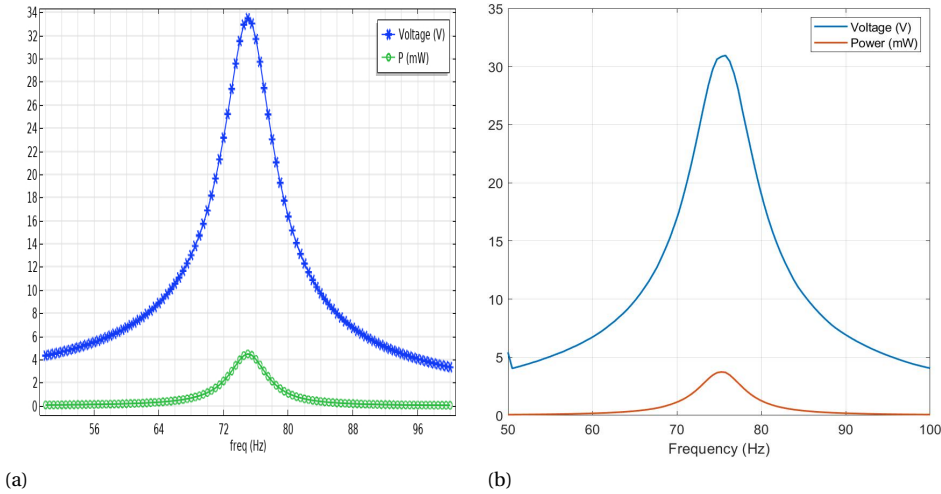 34
32
30
28
26
24
22
20
18
16
14
12
10
8
6
4
2
0
56 64 72 80 88 96
freq (Hz)
Voltage (V)
P (mW)
(a)
35
30
25
20
15
10
5
0
50 60 70 80 90 100
Frequency (Hz)
Voltage (V)
Power (mW)
(b)